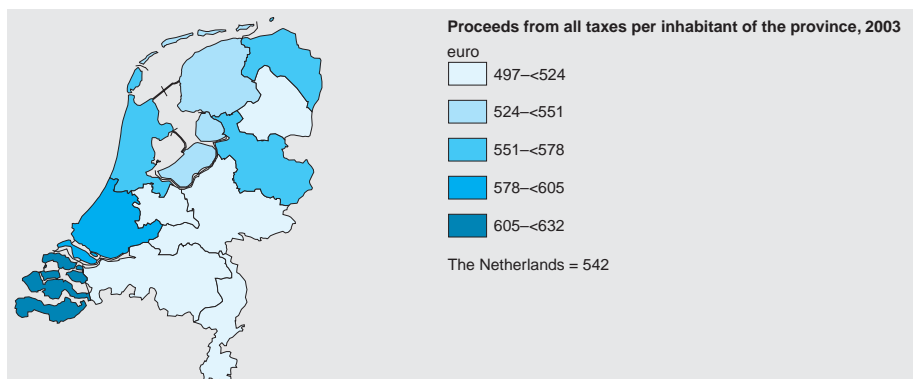 Proceeds from all taxes per inhabitant of the province, 2003
euro
497–<524
524–<551
551–<578
578–<605
605–<632
The Netherlands = 542